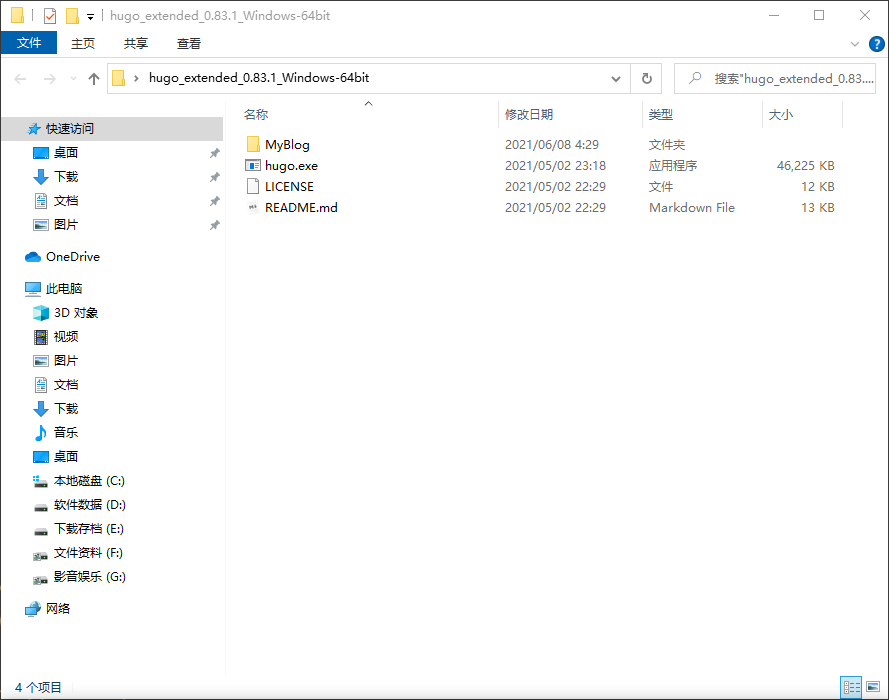 hugo_extended_0.83.1_Windows-64bit
文件 主页 共享 查看
hugo_extended_0.83.1_Windows-64bit 搜索"hugo_extended_0.83....
名称 修改日期 类型 大小
快速访问
桌面
下载
文档
图片
OneDrive
此电脑
3D 对象
视频
图片
文档
下载
音乐
桌面
本地磁盘 (C:)
软件数据 (D:)
下载存档 (E:)
文件资料 (F:)
影音娱乐 (G:)
网络
MyBlog 2021/06/08 4:29 文件夹
hugo.exe 2021/05/02 23:18 应用程序 46,225 KB
LICENSE 2021/05/02 22:29 文件 12 KB
README.md 2021/05/02 22:29 Markdown File 13 KB
4 个项目